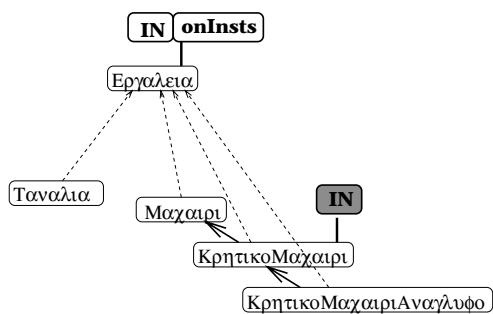 IN onInsts
Εργαλεια
Ταναλια
Μαχαιρι
IN
ΚρητικοΜαχαιρι
ΚρητικοΜαχαιριΑναγλυφο